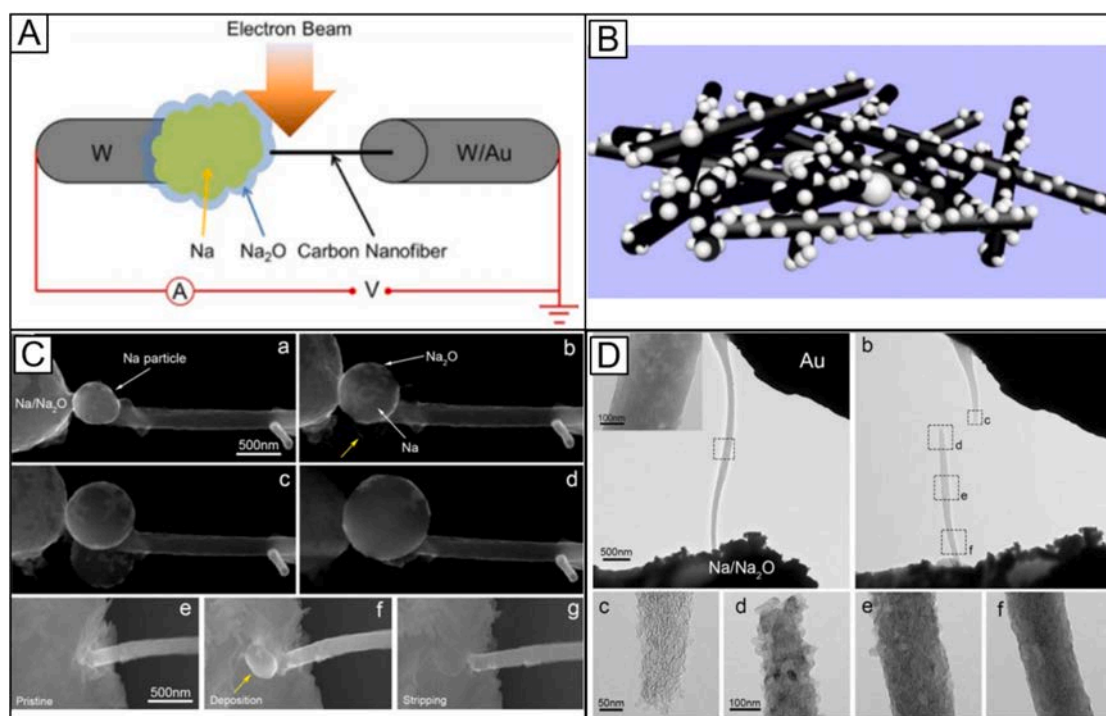 A
Electron Beam
W
W/Au
Na
Na₂O
Carbon Nanofiber
A
V
B
C
a
Na particle
Na/Na₂O
500nm
b
Na₂O
Na
c
d
e
Pristine
500nm
f
Deposition
g
Stripping
D
100nm
Au
500nm
Na/Na₂O
b
c
d
e
f
c
50nm
d
100nm
e
f